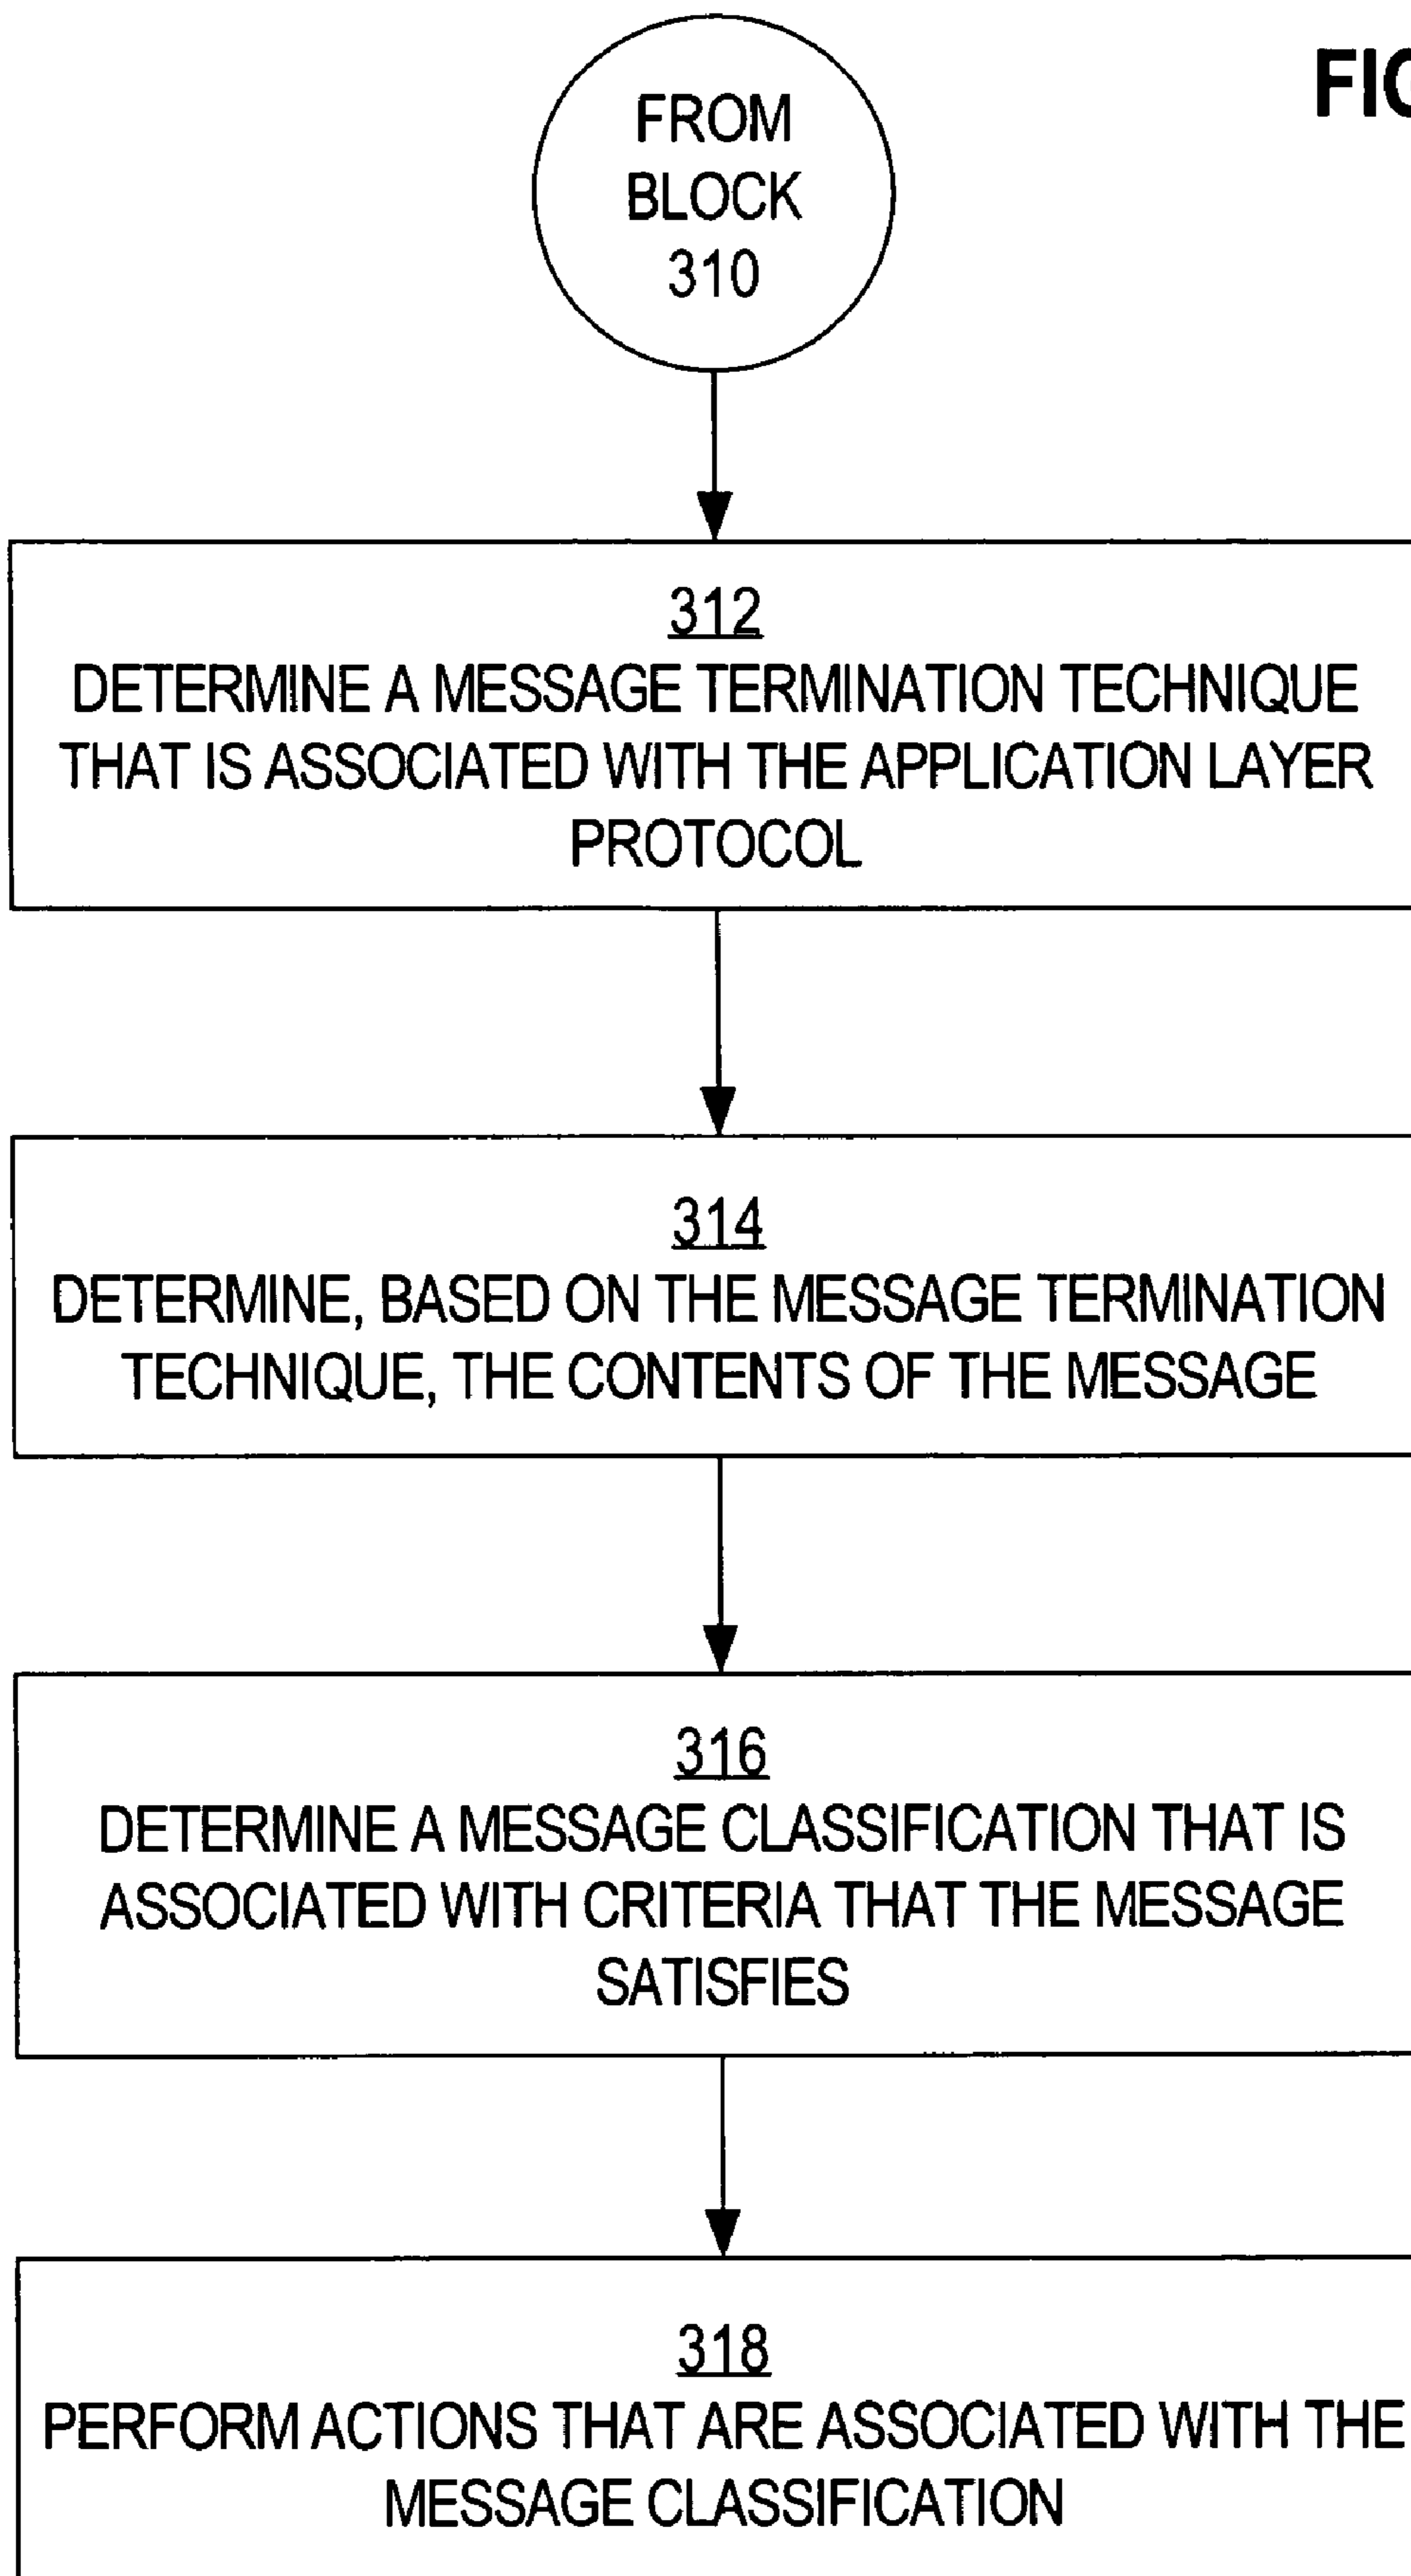 FROM
BLOCK
310
312
DETERMINE A MESSAGE TERMINATION TECHNIQUE
THAT IS ASSOCIATED WITH THE APPLICATION LAYER
PROTOCOL
314
DETERMINE, BASED ON THE MESSAGE TERMINATION
TECHNIQUE, THE CONTENTS OF THE MESSAGE
316
DETERMINE A MESSAGE CLASSIFICATION THAT IS
ASSOCIATED WITH CRITERIA THAT THE MESSAGE
SATISFIES
318
PERFORM ACTIONS THAT ARE ASSOCIATED WITH THE
MESSAGE CLASSIFICATION